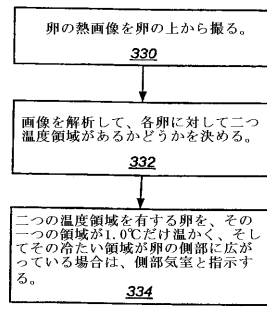 卵の熱画像を卵の上から撮る。
330
画像を解析して、各卵に対して二つ
温度領域があるかどうかを決める。
332
二つの温度領域を有する卵を、その
一つの領域が1.0℃だけ温かく、そし
てその冷たい領域が卵の側部に広が
っている場合は、側部気室と指示す
る。
334